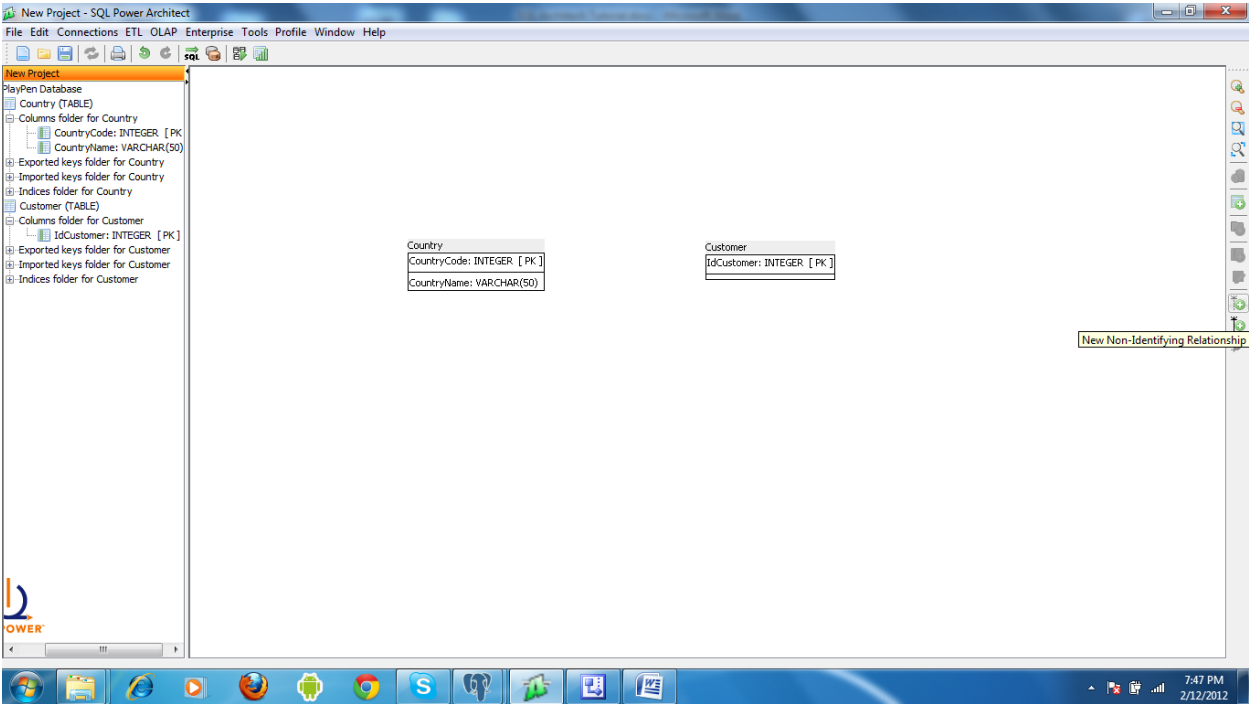 New Project - SQL Power Architect
File Edit Connections ETL OLAP Enterprise Tools Profile Window Help
SQL
New Project
PlayPen Database
Country (TABLE)
Columns folder for Country
CountryCode: INTEGER [ PK
CountryName: VARCHAR(50)
Exported keys folder for Country
Imported keys folder for Country
Indices folder for Country
Customer (TABLE)
Columns folder for Customer
IdCustomer: INTEGER [ PK ]
Exported keys folder for Customer
Imported keys folder for Customer
Indices folder for Customer
Country
CountryCode: INTEGER [ PK ]
CountryName: VARCHAR(50)
Customer
IdCustomer: INTEGER [ PK ]
New Non-Identifying Relationship
POWER
7:47 PM
2/12/2012